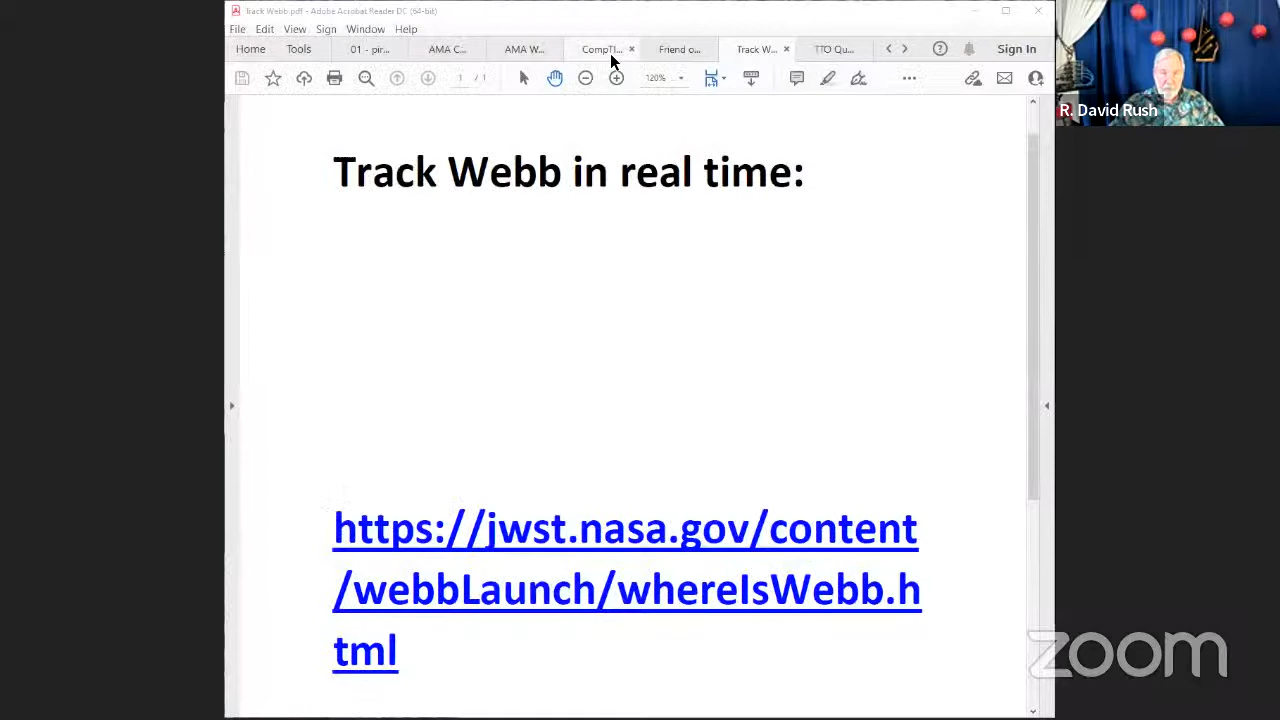 Track Webb.pdf - Adobe Acrobat Reader DC (64-bit)
File Edit View Sign Window Help
Home Tools 01 - pir... AMA C... AMA W... CompTI... Friend o... Track W... TTO Qu... Sign In
1 / 1 120%
R. David Rush
Track Webb in real time:
https://jwst.nasa.gov/content
/webbLaunch/whereIsWebb.h
tml
zoom